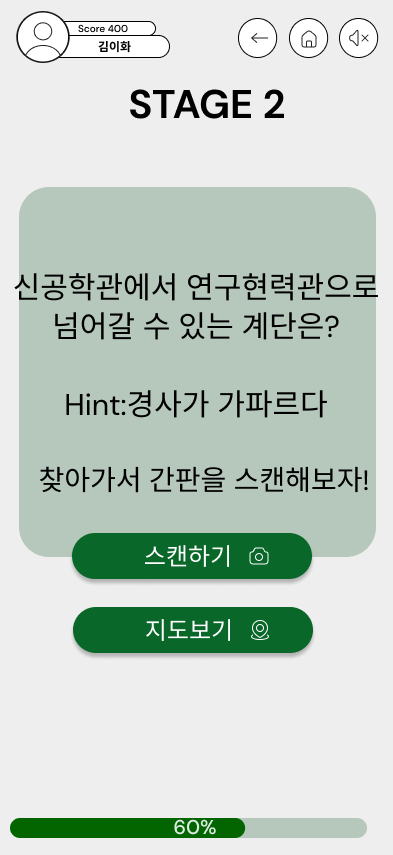 Score 400
김이화
STAGE 2
신공학관에서 연구현력관으로
넘어갈 수 있는 계단은?
Hint:경사가 가파르다
찾아가서 간판을 스캔해보자!
스캔하기
지도보기
60%